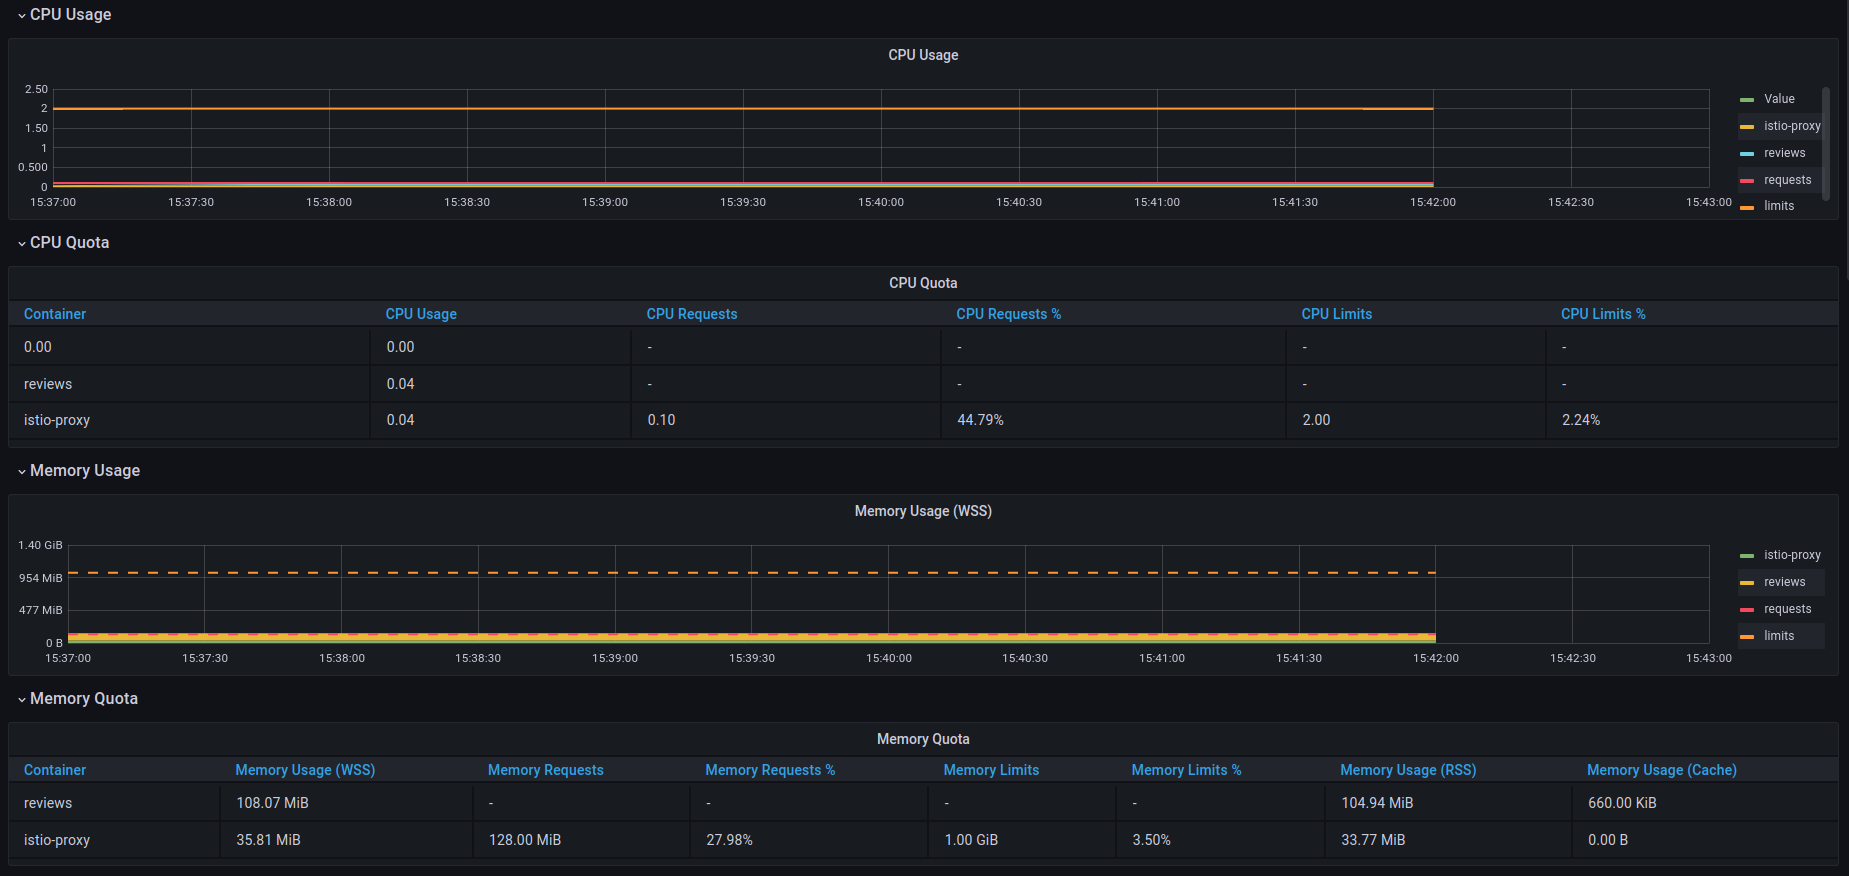 CPU Usage
CPU Usage
2.50
2
1.50
1
0.500
0
15:37:00 15:37:30 15:38:00 15:38:30 15:39:00 15:39:30 15:40:00 15:40:30 15:41:00 15:41:30 15:42:00 15:42:30 15:43:00
Value
istio-proxy
reviews
requests
limits
CPU Quota
CPU Quota
Container CPU Usage CPU Requests CPU Requests % CPU Limits CPU Limits %
0.00 0.00 - - - -
reviews 0.04 - - - -
istio-proxy 0.04 0.10 44.79% 2.00 2.24%
Memory Usage
Memory Usage (WSS)
1.40 GiB
954 MiB
477 MiB
0 B
15:37:00 15:37:30 15:38:00 15:38:30 15:39:00 15:39:30 15:40:00 15:40:30 15:41:00 15:41:30 15:42:00 15:42:30 15:43:00
istio-proxy
reviews
requests
limits
Memory Quota
Memory Quota
Container Memory Usage (WSS) Memory Requests Memory Requests % Memory Limits Memory Limits % Memory Usage (RSS) Memory Usage (Cache)
reviews 108.07 MiB - - - - 104.94 MiB 660.00 KiB
istio-proxy 35.81 MiB 128.00 MiB 27.98% 1.00 GiB 3.50% 33.77 MiB 0.00 B